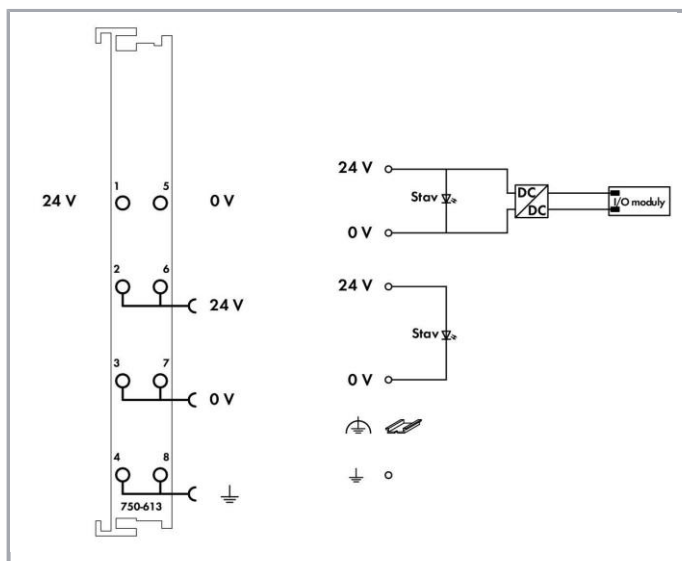 1 5
24 V 0 V
2 6
24 V
3 7
0 V
4 8
750-613
24 V
Stav
DC
DC
I/O moduly
0 V
24 V
Stav
0 V